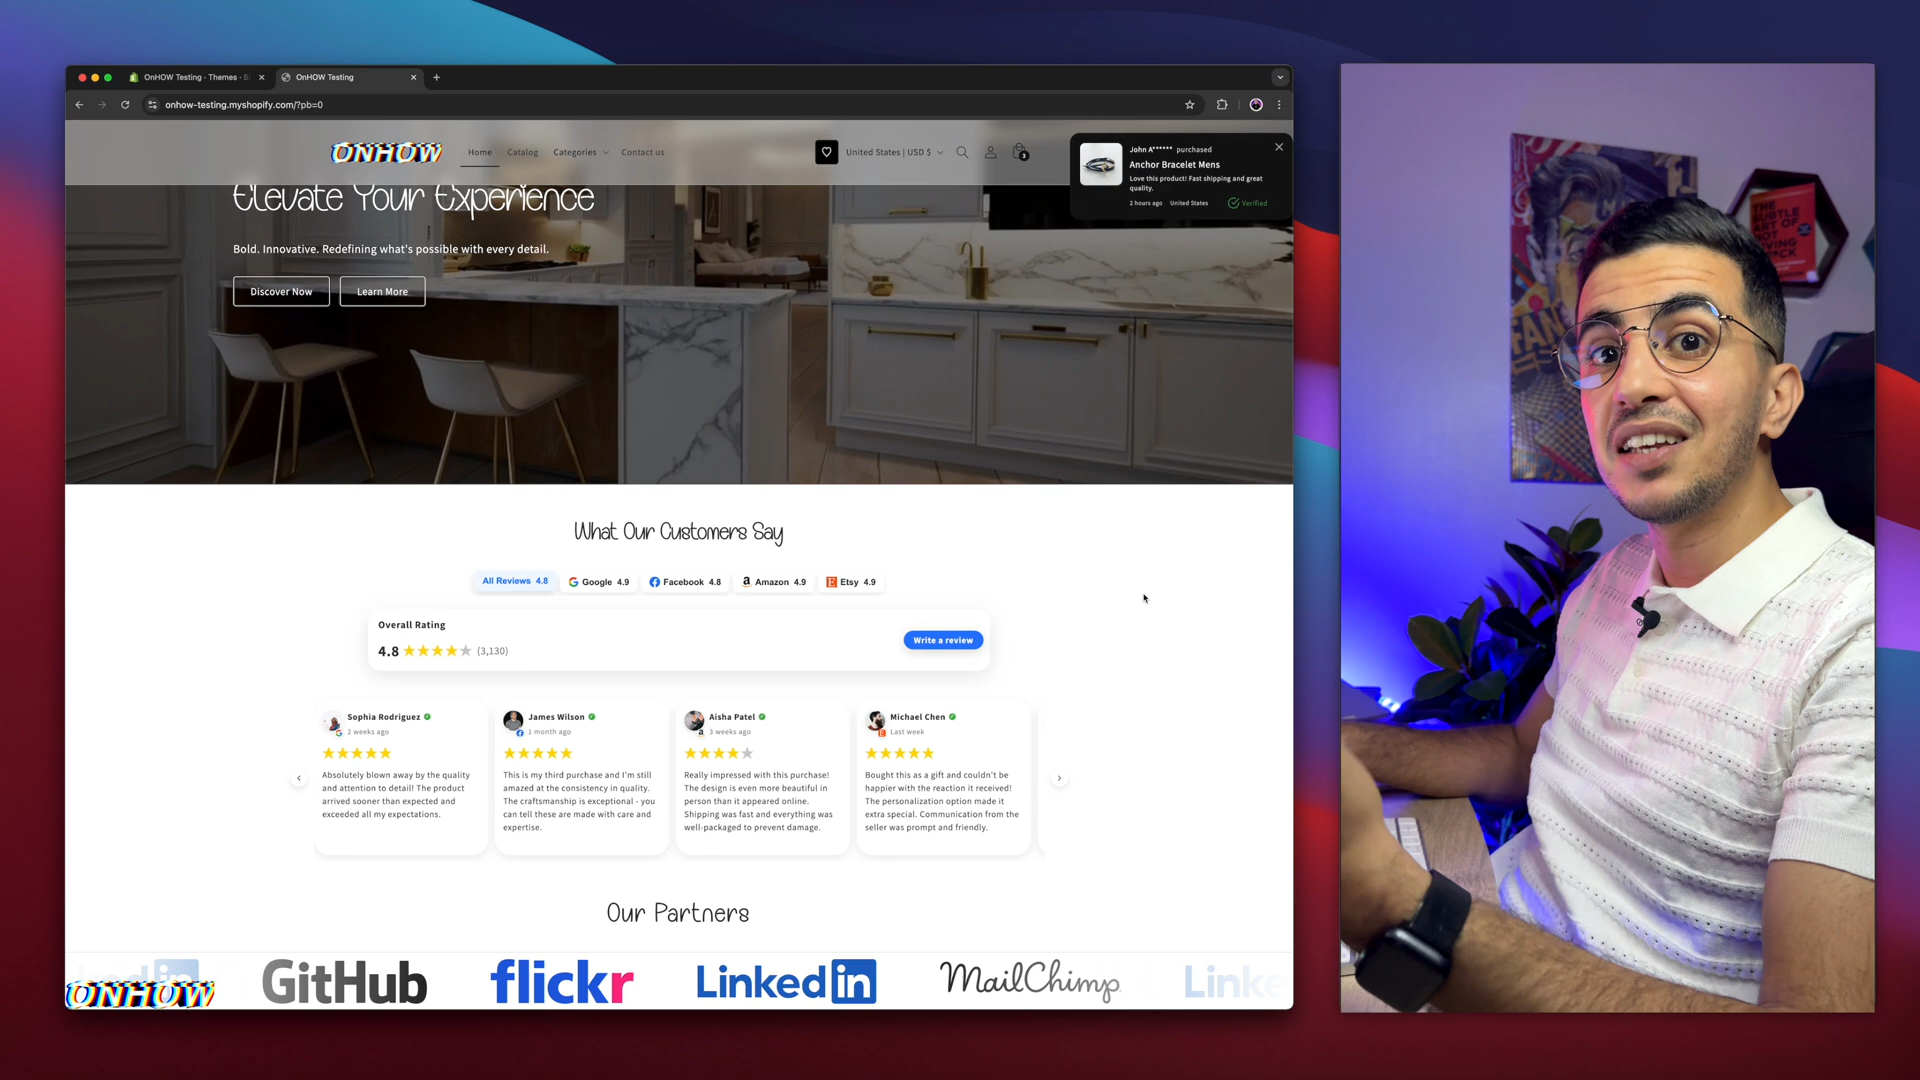 OnHOW Testing · Themes · S
OnHOW Testing
onhow-testing.myshopify.com/?pb=0
ONHOW
Home
Catalog
Categories
Contact us
United States | USD $
3
John A****** purchased
Anchor Bracelet Mens
Love this product! Fast shipping and great
quality.
2 hours ago
United States
Verified
Elevate Your Experience
Bold. Innovative. Redefining what's possible with every detail.
Discover Now
Learn More
What Our Customers Say
All Reviews 4.8
Google 4.9
Facebook 4.8
Amazon 4.9
Etsy 4.9
Overall Rating
4.8
(3,130)
Write a review
Sophia Rodriguez
2 weeks ago
Absolutely blown away by the quality
and attention to detail! The product
arrived sooner than expected and
exceeded all my expectations.
James Wilson
1 month ago
This is my third purchase and I'm still
amazed at the consistency in quality.
The craftsmanship is exceptional - you
can tell these are made with care and
expertise.
Aisha Patel
3 weeks ago
Really impressed with this purchase!
The design is even more beautiful in
person than it appeared online.
Shipping was fast and everything was
well-packaged to prevent damage.
Michael Chen
Last week
Bought this as a gift and couldn't be
happier with the reaction it received!
The personalization option made it
extra special. Communication from the
seller was prompt and friendly.
Our Partners
GitHub
flickr
LinkedIn
MailChimp
Linke
ONHOW
THE
SUBTLE
ART OF
NOT
GIVING
FAN